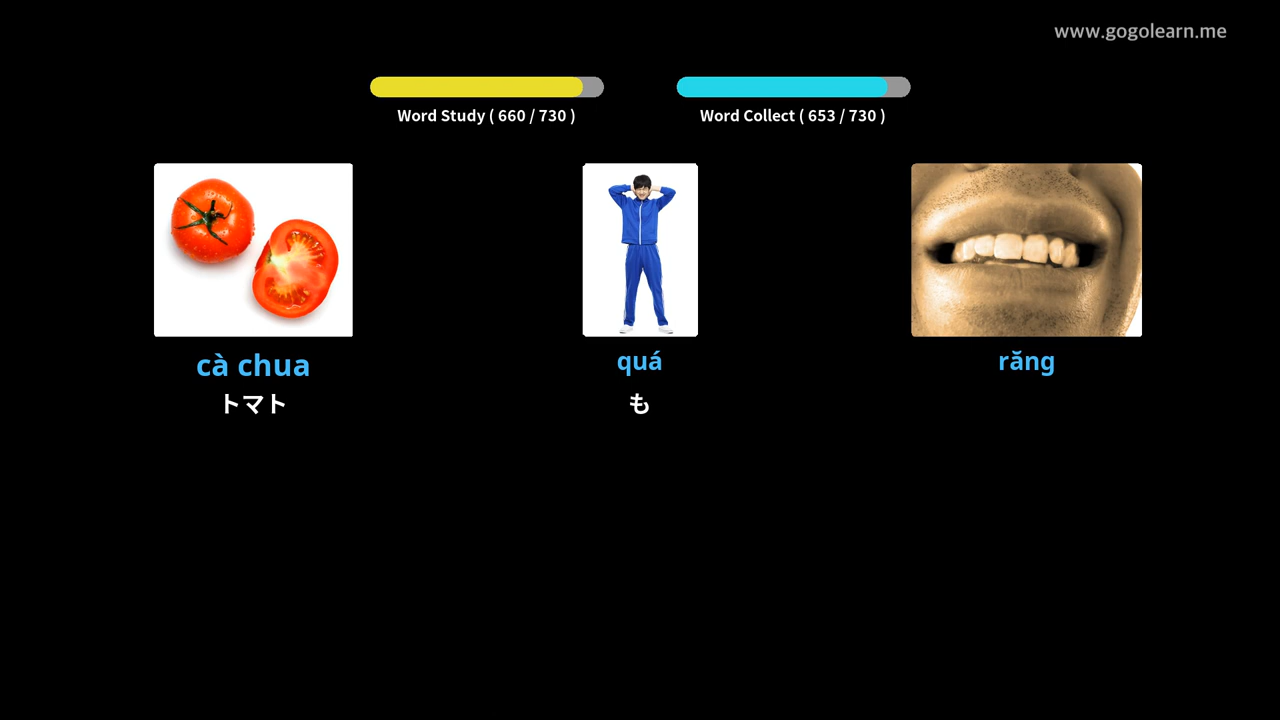 www.gogolearn.me
Word Study ( 660 / 730 )
Word Collect ( 653 / 730 )
cà chua
トマト
quá
も
răng